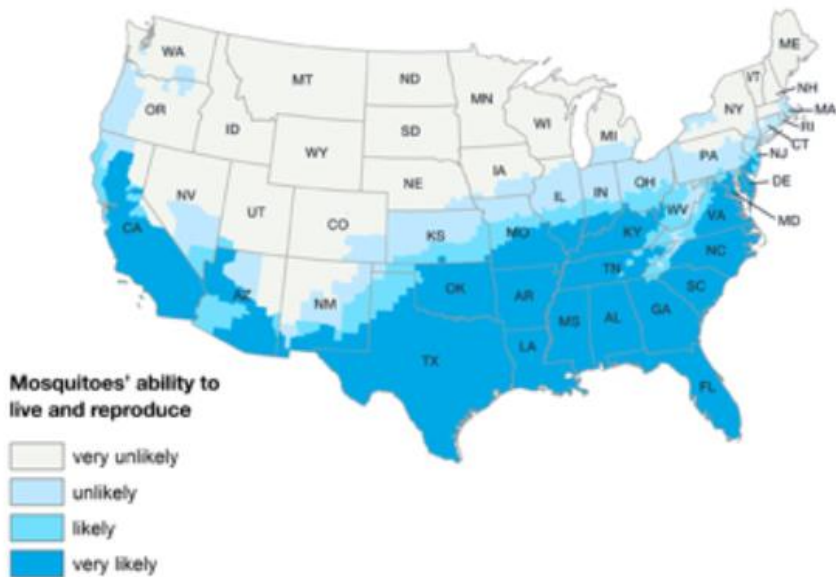 ME
WA
VT
MT
ND
NH
MN
OR
NY
MA
WI
ID
SD
MI
RI
WY
CT
PA
NJ
IA
NE
OH
DE
NV
IL
IN
UT
WV
MD
CO
VA
KS
MO
KY
CA
NC
TN
OK
AZ
NM
AR
SC
MS
AL
GA
LA
TX
FL
Mosquitoes' ability to
live and reproduce
very unlikely
unlikely
likely
very likely